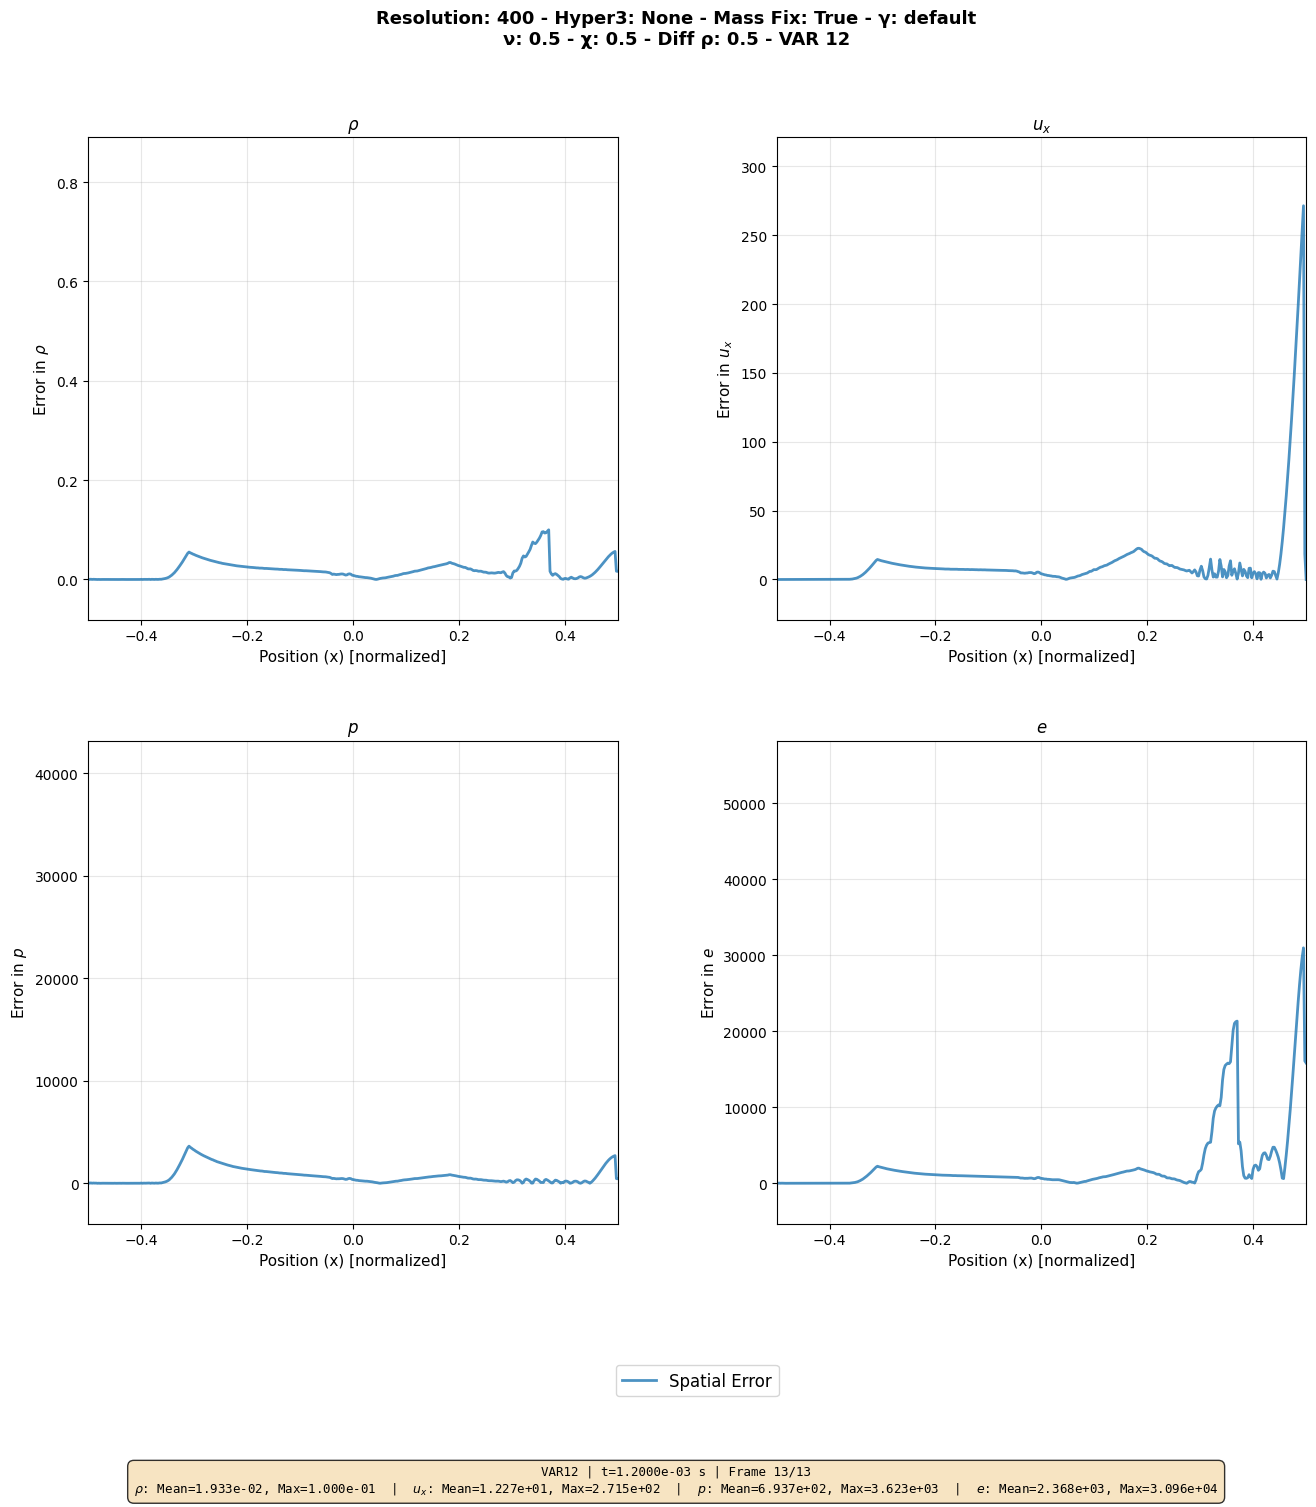 Resolution: 400 - Hyper3: None - Mass Fix: True - γ: default
ν: 0.5 - χ: 0.5 - Diff ρ: 0.5 - VAR 12
ρ
Error in ρ
0.8
0.6
0.4
0.2
0.0
−0.4 −0.2 0.0 0.2 0.4
Position (x) [normalized]
u_x
Error in u_x
300
250
200
150
100
50
0
−0.4 −0.2 0.0 0.2 0.4
Position (x) [normalized]
p
Error in p
40000
30000
20000
10000
0
−0.4 −0.2 0.0 0.2 0.4
Position (x) [normalized]
e
Error in e
50000
40000
30000
20000
10000
0
−0.4 −0.2 0.0 0.2 0.4
Position (x) [normalized]
Spatial Error
VAR12 | t=1.2000e-03 s | Frame 13/13
ρ: Mean=1.933e-02, Max=1.000e-01 | u_x: Mean=1.227e+01, Max=2.715e+02 | p: Mean=6.937e+02, Max=3.623e+03 | e: Mean=2.368e+03, Max=3.096e+04